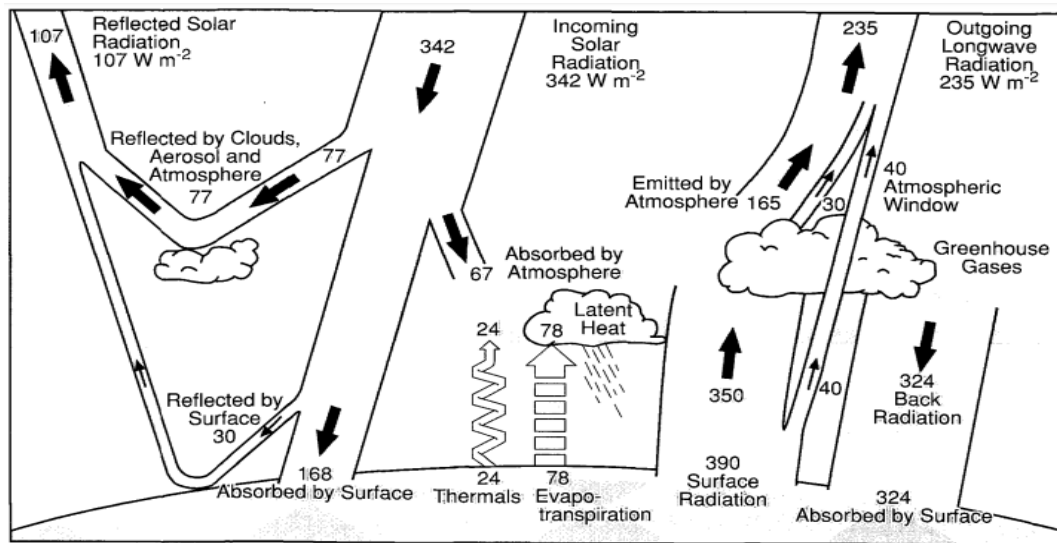 107
Reflected Solar
Radiation
107 W m-2
342
Incoming
Solar
Radiation
342 W m-2
235
Outgoing
Longwave
Radiation
235 W m-2
Reflected by Clouds,
Aerosol and
Atmosphere
77
77
Emitted by
Atmosphere
165
30
40
Atmospheric
Window
Greenhouse
Gases
67
Absorbed by
Atmosphere
24
78
Latent
Heat
350
40
324
Back
Radiation
Reflected by
Surface
30
168
Absorbed by Surface
24
Thermals
78
Evapo-
transpiration
390
Surface
Radiation
324
Absorbed by Surface